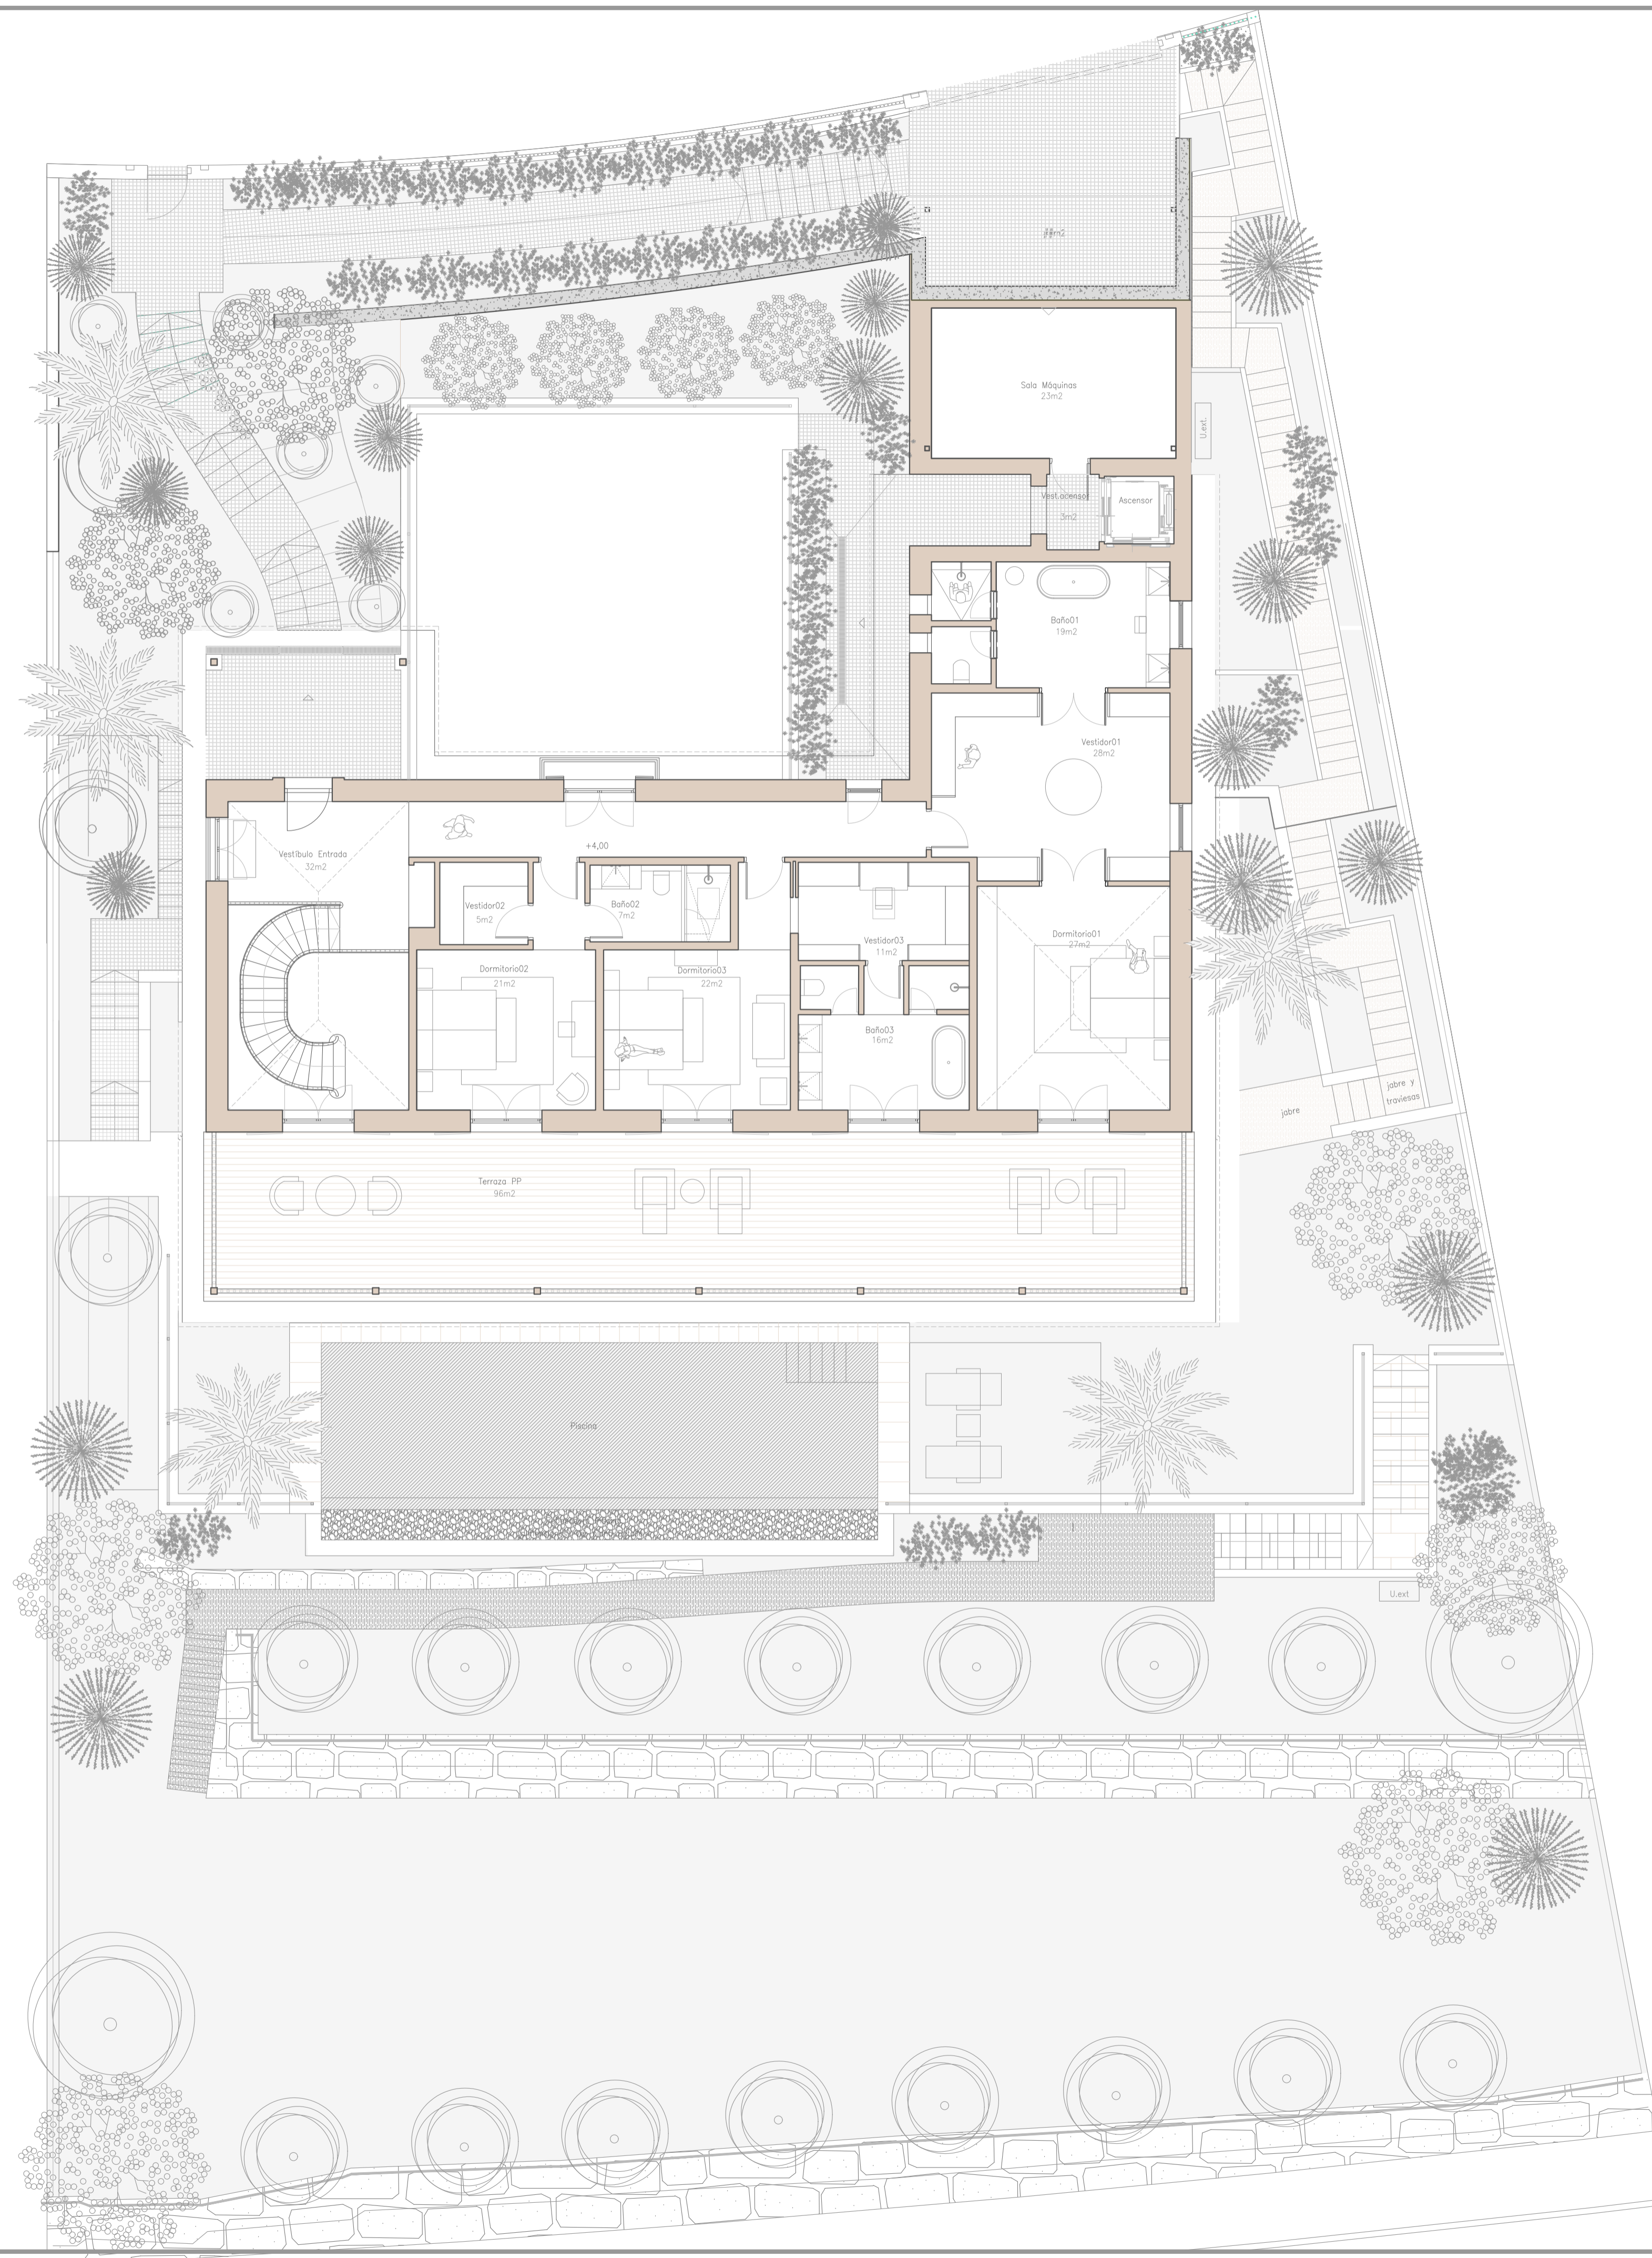 Sala Máquinas
23m2
U.ext.
Vest.acensor
3m2
Ascensor
Baño01
19m2
Vestidor01
28m2
+4,00
Vestíbulo Entrada
32m2
Vestidor02
5m2
Baño02
7m2
Vestidor03
11m2
Dormitorio01
27m2
Dormitorio02
21m2
Dormitorio03
22m2
Baño03
16m2
jabre y
traviesas
jabre
Terraza PP
96m2
Piscina
U.ext